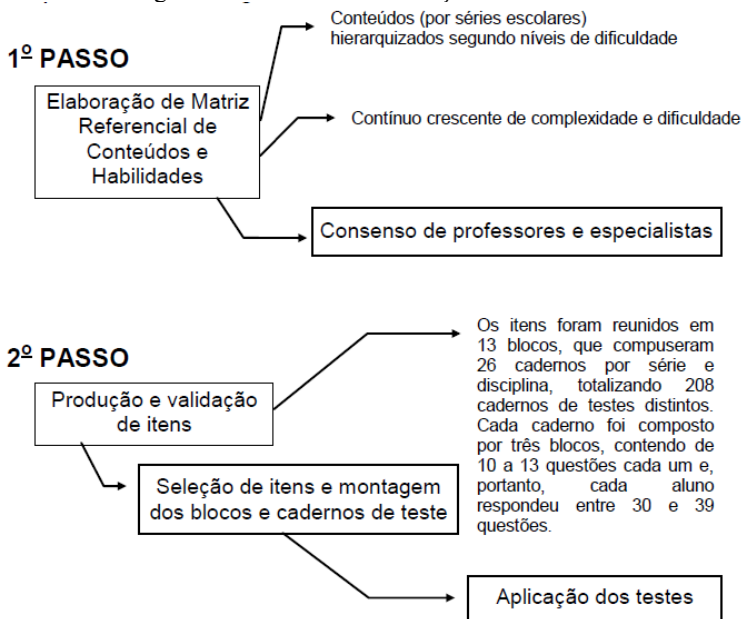 Conteúdos (por séries escolares)
hierarquizados segundo níveis de dificuldade
1º PASSO
Elaboração de Matriz
Referencial de
Conteúdos e
Habilidades
Contínuo crescente de complexidade e dificuldade
Consenso de professores e especialistas
2º PASSO
Produção e validação
de itens
Os itens foram reunidos em
13 blocos, que compuseram
26 cadernos por série e
disciplina, totalizando 208
cadernos de testes distintos.
Cada caderno foi composto
por três blocos, contendo de
10 a 13 questões cada um e,
portanto, cada aluno
respondeu entre 30 e 39
questões.
Seleção de itens e montagem
dos blocos e cadernos de teste
Aplicação dos testes